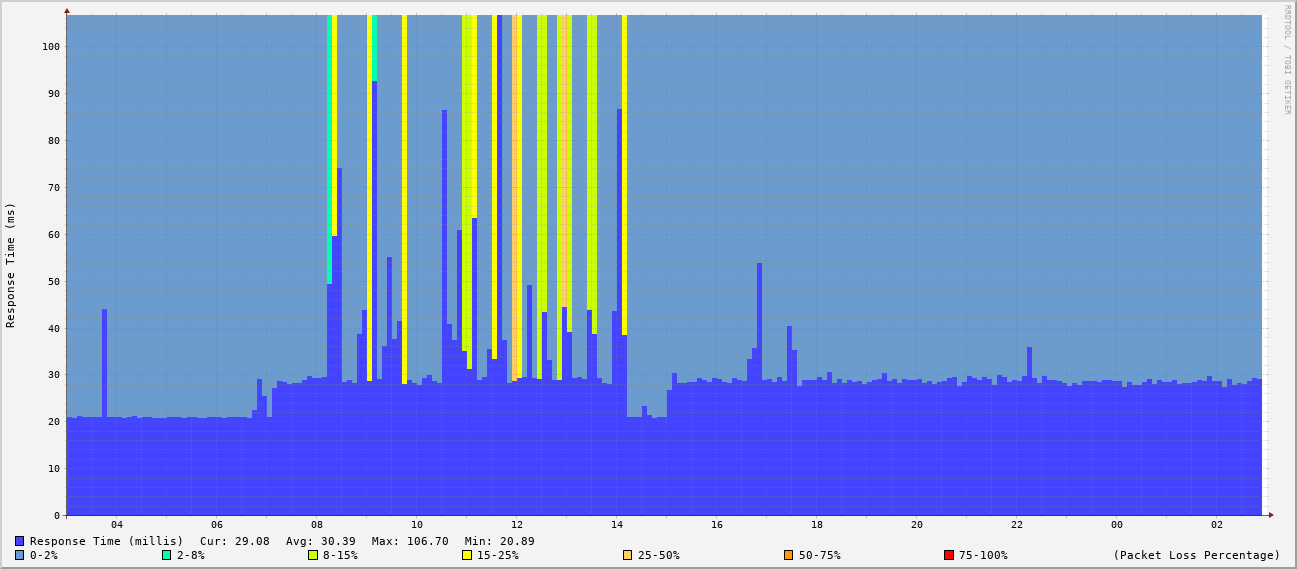 RRDTOOL / TOBI OETIKER
Response Time (ms)
100
90
80
70
60
50
40
30
20
10
0
04 06 08 10 12 14 16 18 20 22 00 02
Response Time (millis) Cur: 29.08 Avg: 30.39 Max: 106.70 Min: 20.89
0-2% 2-8% 8-15% 15-25% 25-50% 50-75% 75-100% (Packet Loss Percentage)